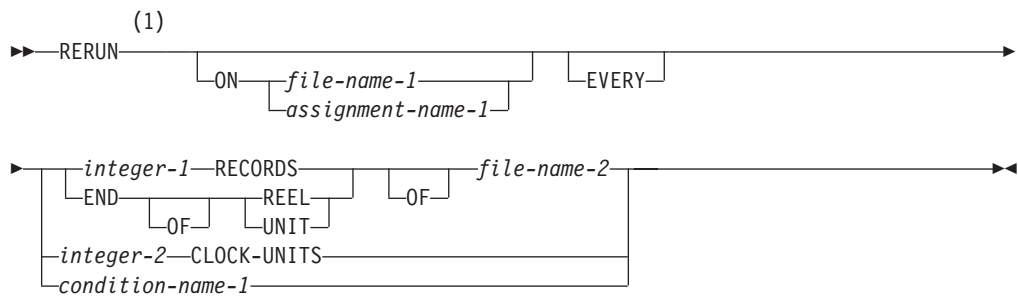 (1)
RERUN
ON file-name-1 EVERY
assignment-name-1
integer-1 RECORDS OF file-name-2
END OF REEL
UNIT
integer-2 CLOCK-UNITS
condition-name-1